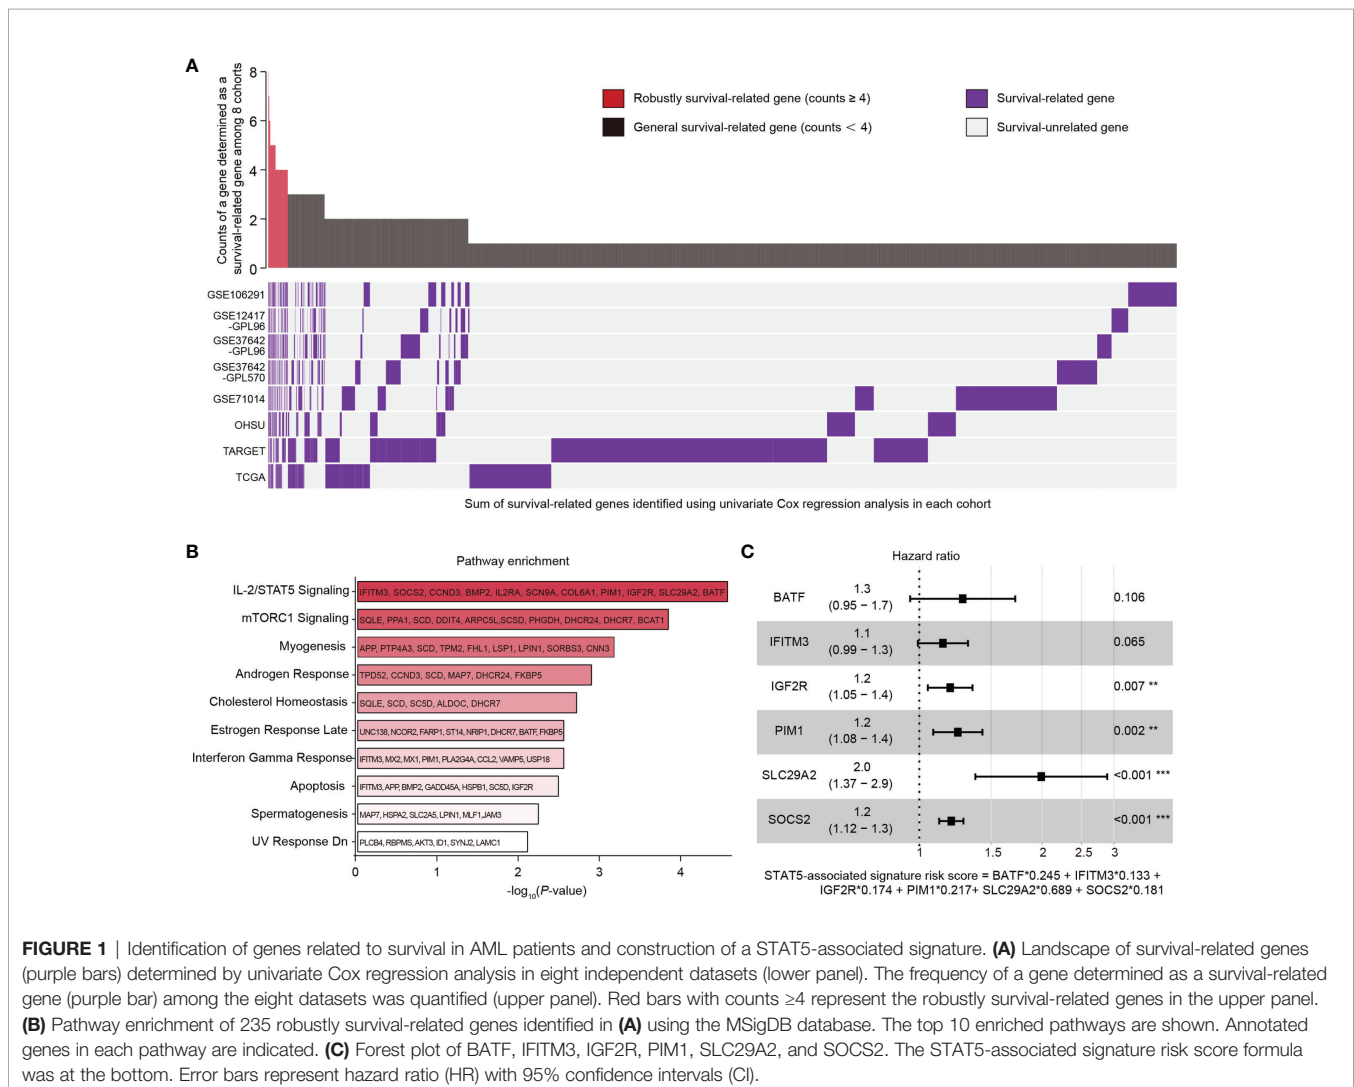 A
Counts of a gene determined as a
survival-related gene among 8 cohorts
8
6
4
2
0
Robustly survival-related gene (counts ≥ 4)
General survival-related gene (counts < 4)
Survival-related gene
Survival-unrelated gene
GSE106291
GSE12417
-GPL96
GSE37642
-GPL96
GSE37642
-GPL570
GSE71014
OHSU
TARGET
TCGA
Sum of survival-related genes identified using univariate Cox regression analysis in each cohort
B
Pathway enrichment
IL-2/STAT5 Signaling
IFITM3, SOCS2, CCND3, BMP2, IL2RA, SCN9A, COL6A1, PIM1, IGF2R, SLC29A2, BATF
mTORC1 Signaling
SQLE, PPA1, SCD, DDIT4, ARPC5L,SCSD, PHGDH, DHCR24, DHCR7, BCAT1
Myogenesis
APP, PTP4A3, SCD, TPM2, FHL1, LSP1, LPIN1, SORBS3, CNN3
Androgen Response
TPD52, CCND3, SCD, MAP7, DHCR24, FKBP5
Cholesterol Homeostasis
SQLE, SCD, SC5D, ALDOC, DHCR7
Estrogen Response Late
UNC138, NCOR2, FARP1, ST14, NRIP1, DHCR7, BATF, FKBP5
Interferon Gamma Response
IFITM3, MX2, MX1, PIM1, PLA2G4A, CCL2, VAMP5, USP18
Apoptosis
IFITM3, APP, BMP2, GADD45A, HSPB1, SC5D, IGF2R
Spermatogenesis
MAP7, HSPA2, SLC2A5, LPIN1, MLF1,JAM3
UV Response Dn
PLCB4, RBPMS, AKT3, ID1, SYNJ2, LAMC1
0 1 2 3 4
-log10(P-value)
C
Hazard ratio
BATF 1.3 (0.95 − 1.7) 0.106
IFITM3 1.1 (0.99 − 1.3) 0.065
IGF2R 1.2 (1.05 − 1.4) 0.007 **
PIM1 1.2 (1.08 − 1.4) 0.002 **
SLC29A2 2.0 (1.37 − 2.9) <0.001 ***
SOCS2 1.2 (1.12 − 1.3) <0.001 ***
1 1.5 2 2.5 3
STAT5-associated signature risk score = BATF*0.245 + IFITM3*0.133 +
IGF2R*0.174 + PIM1*0.217+ SLC29A2*0.689 + SOCS2*0.181
FIGURE 1 | Identification of genes related to survival in AML patients and construction of a STAT5-associated signature. (A) Landscape of survival-related genes
(purple bars) determined by univariate Cox regression analysis in eight independent datasets (lower panel). The frequency of a gene determined as a survival-related
gene (purple bar) among the eight datasets was quantified (upper panel). Red bars with counts ≥4 represent the robustly survival-related genes in the upper panel.
(B) Pathway enrichment of 235 robustly survival-related genes identified in (A) using the MSigDB database. The top 10 enriched pathways are shown. Annotated
genes in each pathway are indicated. (C) Forest plot of BATF, IFITM3, IGF2R, PIM1, SLC29A2, and SOCS2. The STAT5-associated signature risk score formula
was at the bottom. Error bars represent hazard ratio (HR) with 95% confidence intervals (CI).